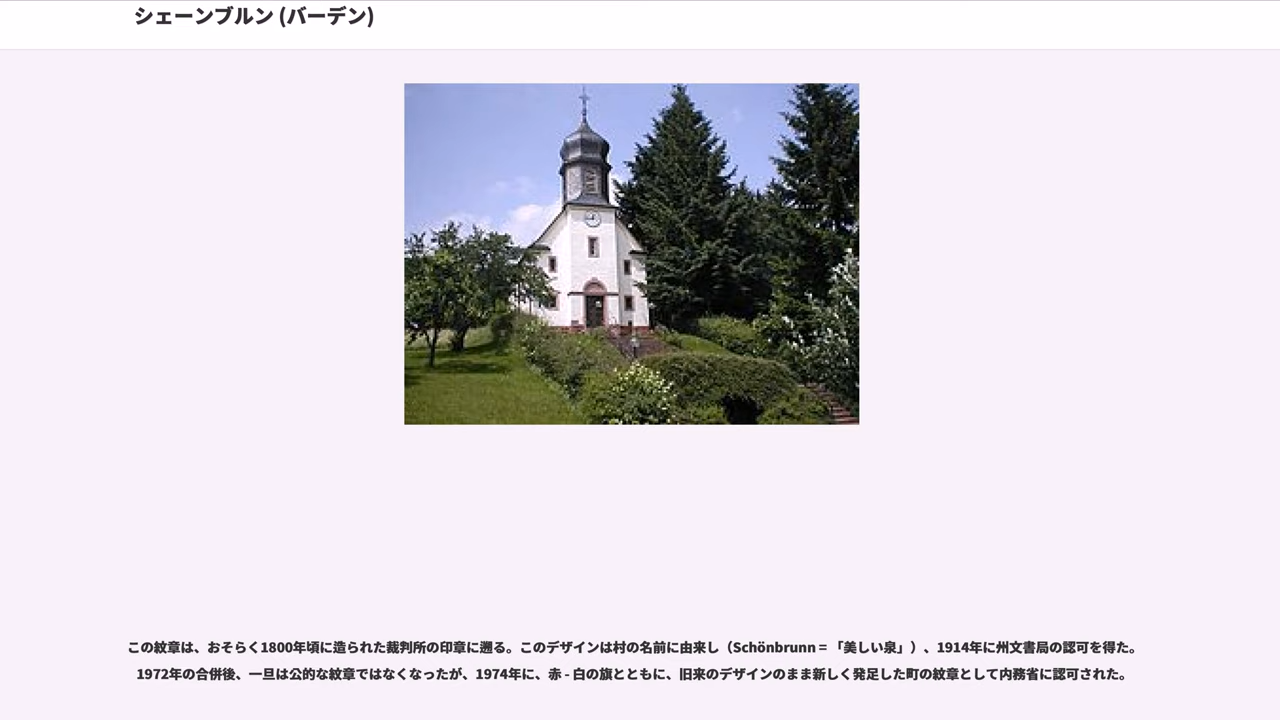 シェーンブルン (バーデン)
この紋章は、おそらく1800年頃に造られた裁判所の印章に遡る。このデザインは村の名前に由来し（Schönbrunn = 「美しい泉」）、1914年に州文書局の認可を得た。
1972年の合併後、一旦は公的な紋章ではなくなったが、1974年に、赤 - 白の旗とともに、旧来のデザインのまま新しく発足した町の紋章として内務省に認可された。